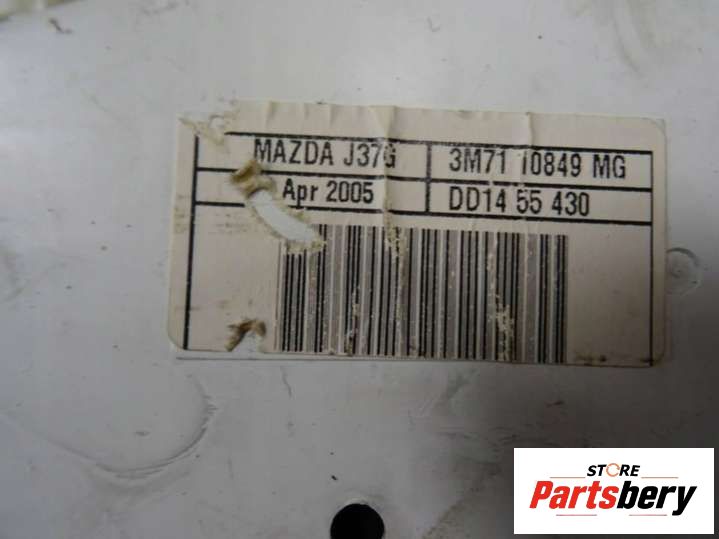 MAZDA J37G 3M71 10849 MG
Apr 2005 DD14 55 430
STORE
Partsbery